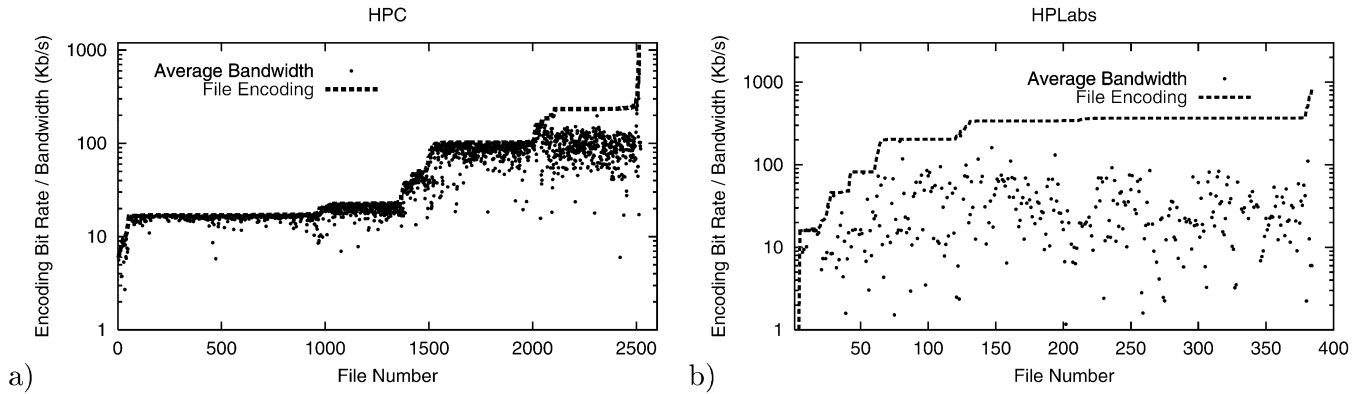 HPC
Encoding Bit Rate / Bandwidth (Kb/s)
1000
100
10
1
Average Bandwidth
File Encoding
0 500 1000 1500 2000 2500
File Number
a)
HPLabs
Encoding Bit Rate / Bandwidth (Kb/s)
1000
100
10
1
Average Bandwidth
File Encoding
50 100 150 200 250 300 350 400
File Number
b)